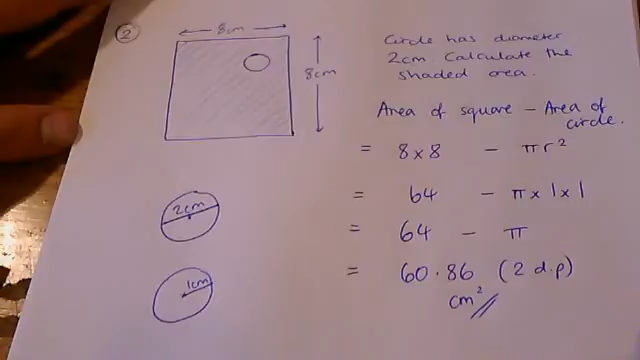 2
8cm
8cm
Circle has diameter
2cm. Calculate the
shaded area.
Area of square - Area of
circle.
= 8 x 8 - πr²
2cm
= 64 - π x 1 x 1
= 64 - π
1cm
= 60.86 (2 d.p)
cm²